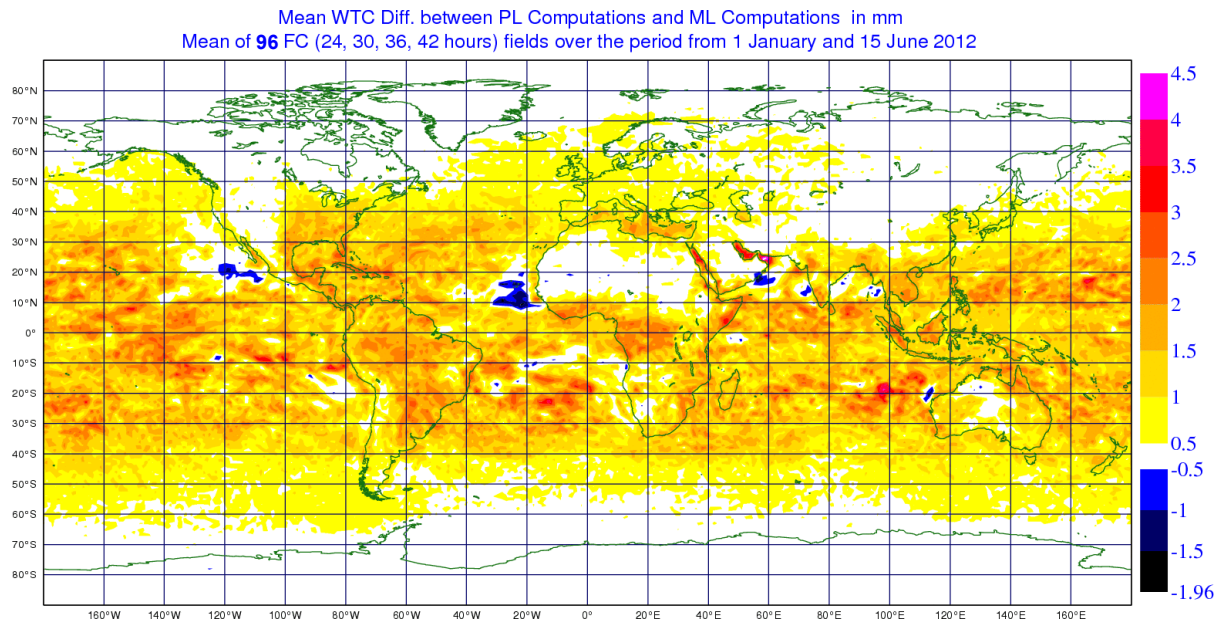 Mean WTC Diff. between PL Computations and ML Computations in mm
Mean of 96 FC (24, 30, 36, 42 hours) fields over the period from 1 January and 15 June 2012
80°N
70°N
60°N
50°N
40°N
30°N
20°N
10°N
0°
10°S
20°S
30°S
40°S
50°S
60°S
70°S
80°S
160°W 140°W 120°W 100°W 80°W 60°W 40°W 20°W 0° 20°E 40°E 60°E 80°E 100°E 120°E 140°E 160°E
4.5
4
3.5
3
2.5
2
1.5
1
0.5
-0.5
-1
-1.5
-1.96